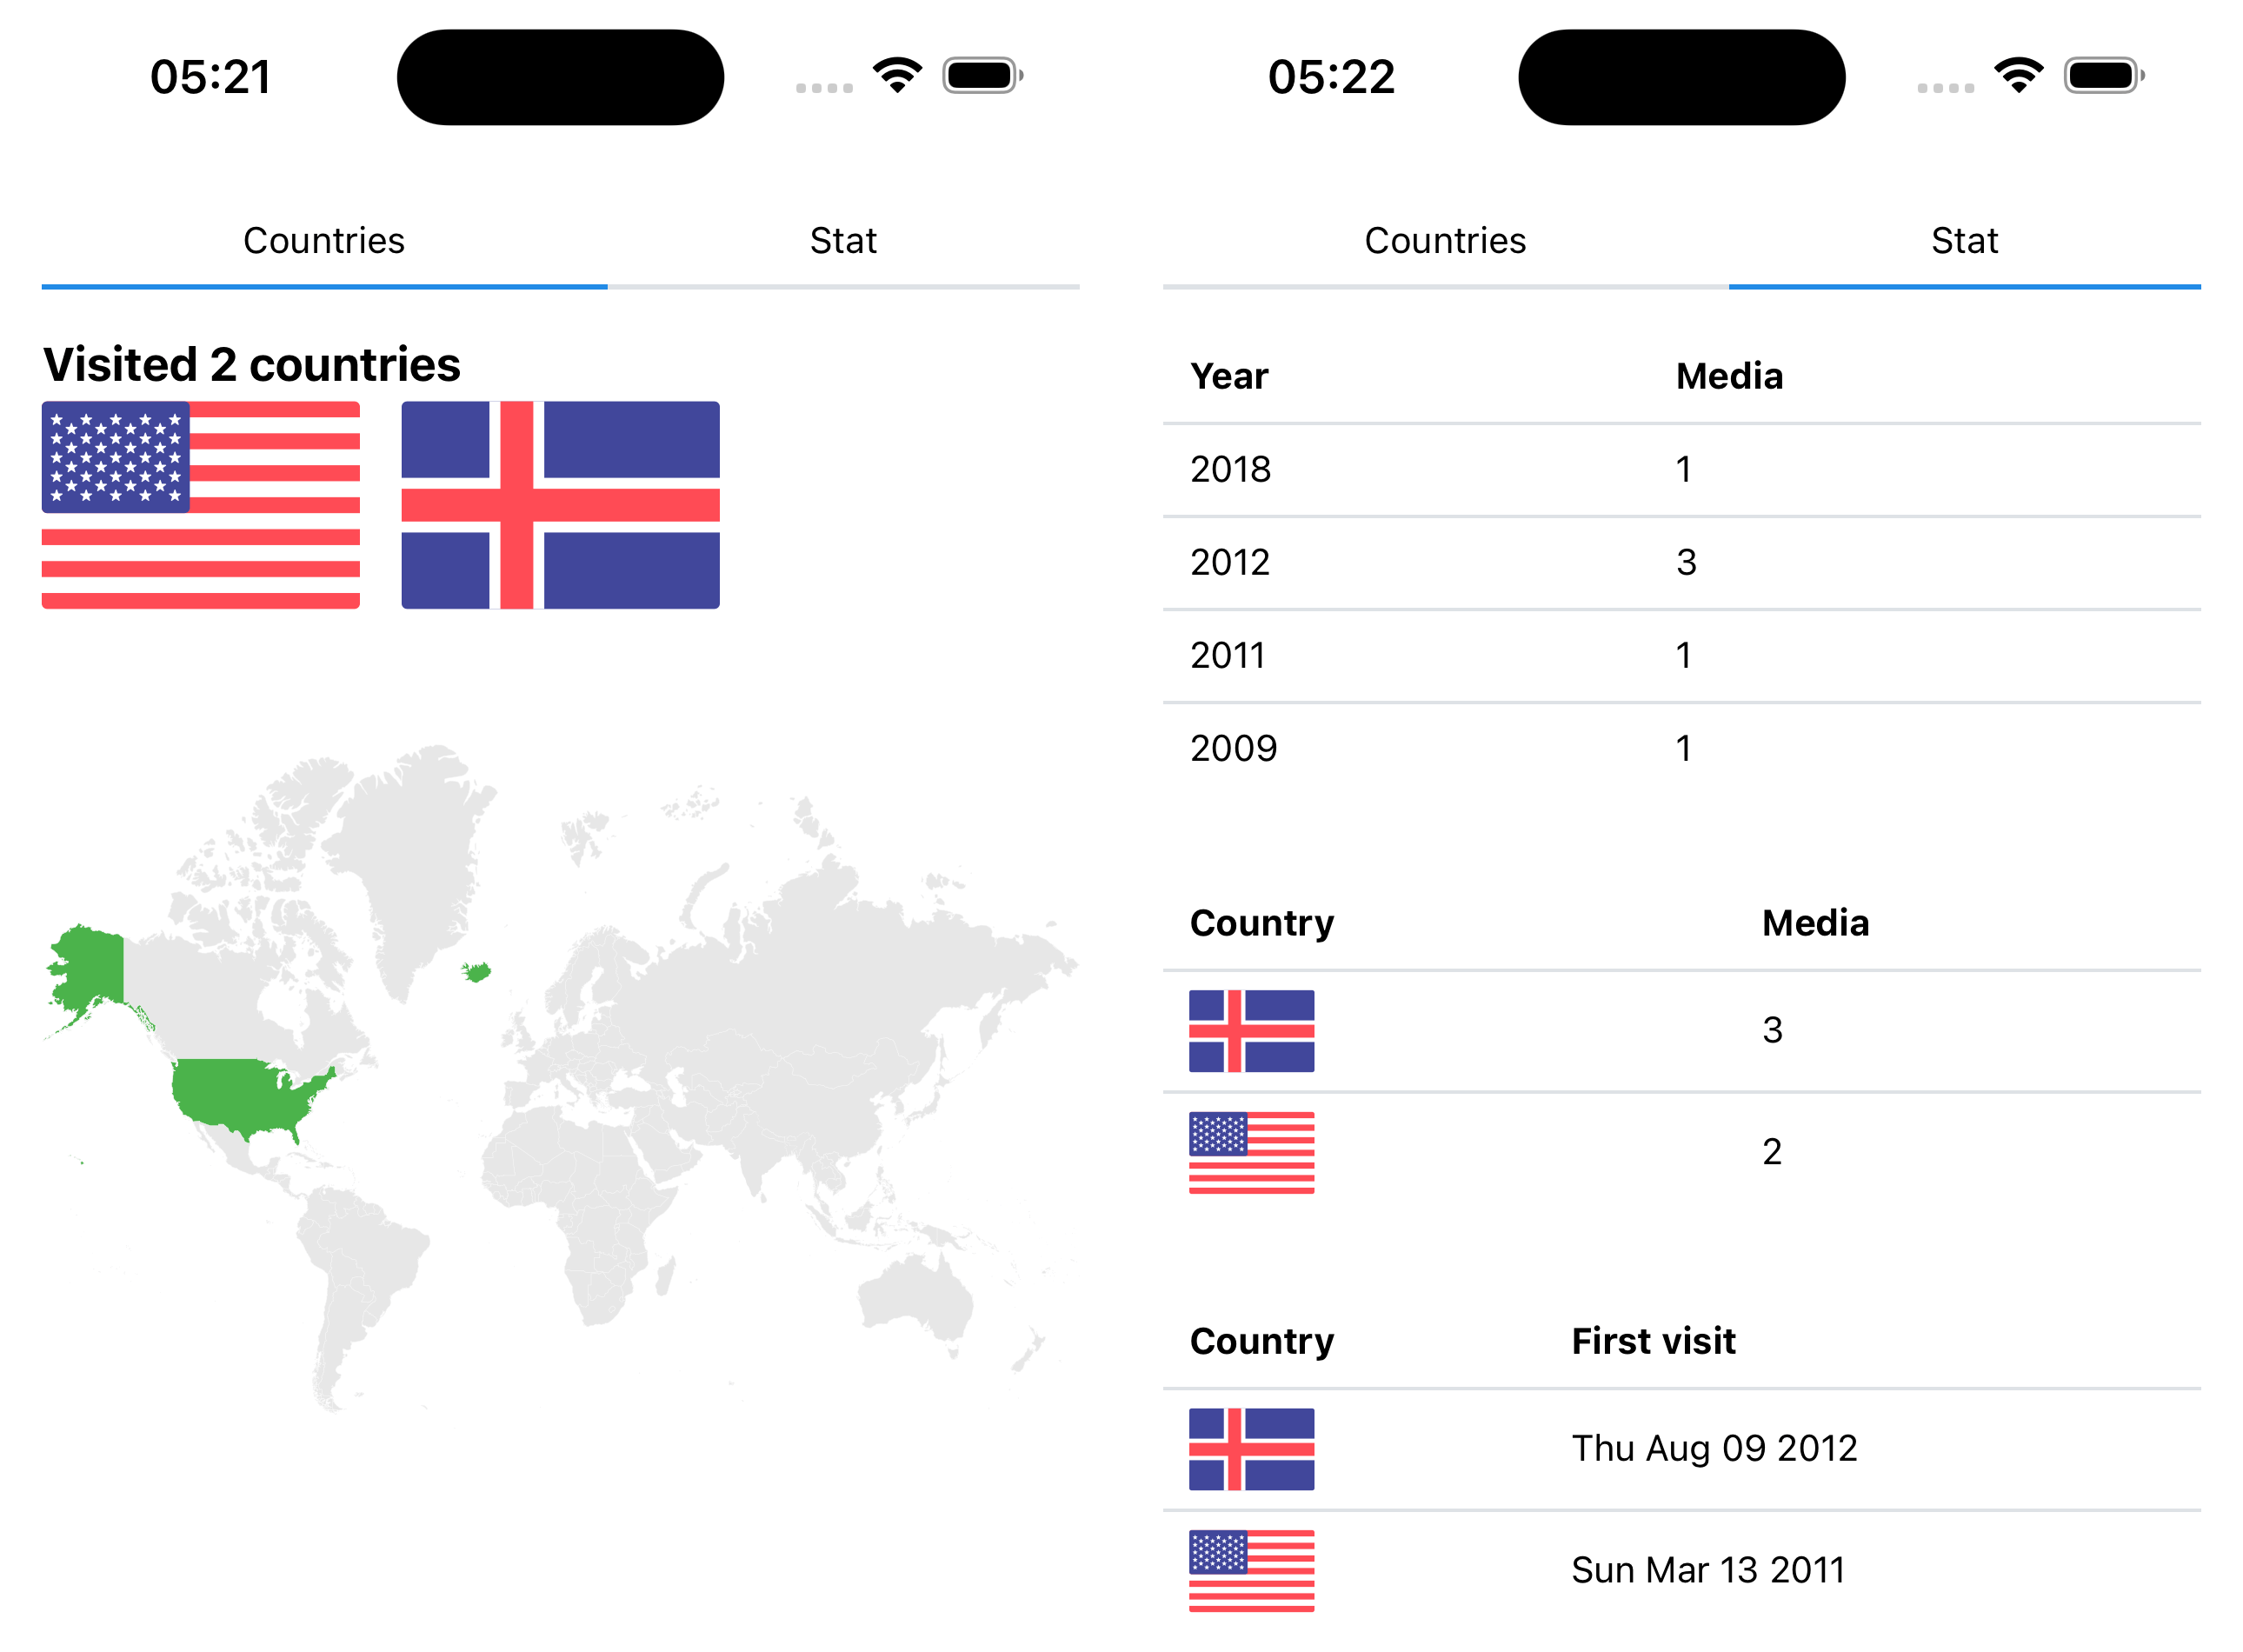 05:21
Countries Stat
Visited 2 countries
05:22
Countries Stat
Year Media
2018 1
2012 3
2011 1
2009 1
Country Media
3
2
Country First visit
Thu Aug 09 2012
Sun Mar 13 2011